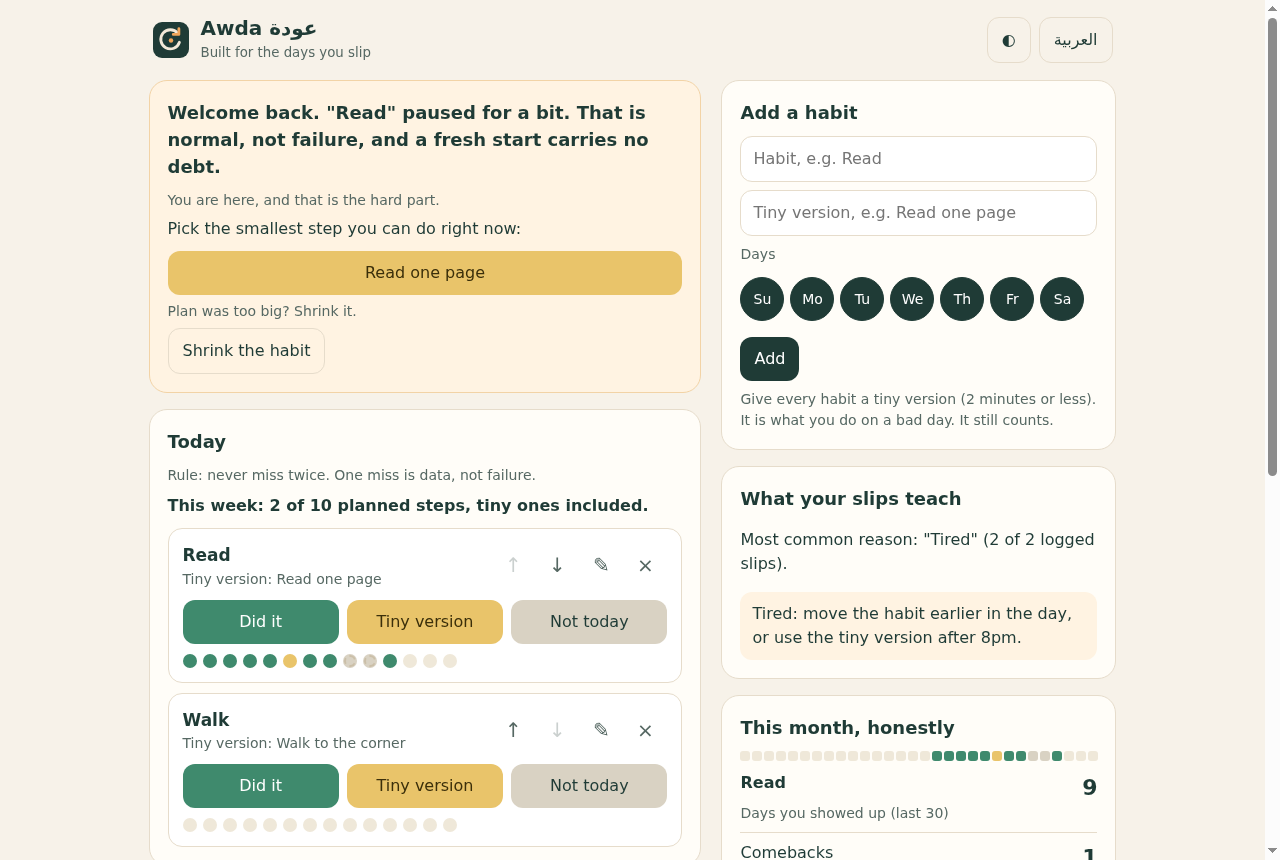 Awda عودة
Built for the days you slip
◐
العربية
Welcome back. "Read" paused for a bit. That is
normal, not failure, and a fresh start carries no
debt.
You are here, and that is the hard part.
Pick the smallest step you can do right now:
Read one page
Plan was too big? Shrink it.
Shrink the habit
Today
Rule: never miss twice. One miss is data, not failure.
This week: 2 of 10 planned steps, tiny ones included.
Read
Tiny version: Read one page
↑ ↓ ✎ ×
Did it
Tiny version
Not today
Walk
Tiny version: Walk to the corner
↑ ↓ ✎ ×
Did it
Tiny version
Not today
Add a habit
Habit, e.g. Read
Tiny version, e.g. Read one page
Days
Su Mo Tu We Th Fr Sa
Add
Give every habit a tiny version (2 minutes or less).
It is what you do on a bad day. It still counts.
What your slips teach
Most common reason: "Tired" (2 of 2 logged
slips).
Tired: move the habit earlier in the day,
or use the tiny version after 8pm.
This month, honestly
Read 9
Days you showed up (last 30)
Comebacks 1